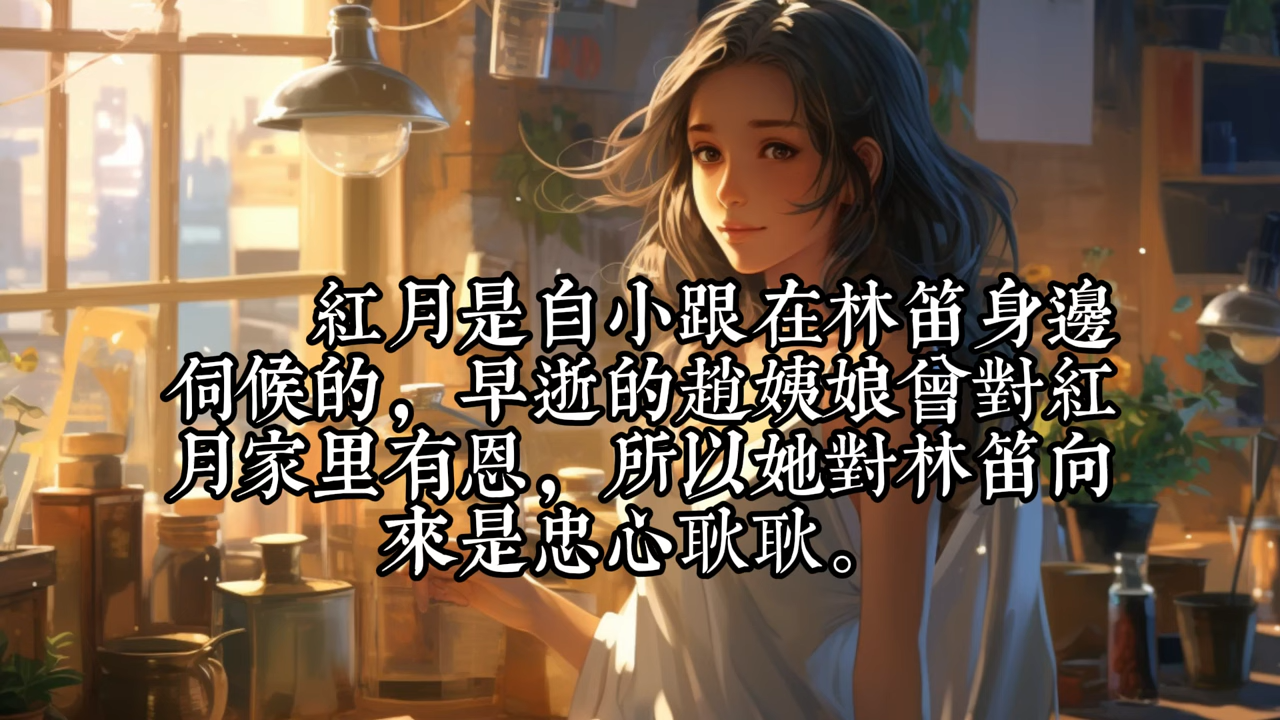 紅月是自小跟在林笛身邊
伺候的，早逝的趙姨娘曾對紅
月家里有恩，所以她對林笛向
來是忠心耿耿。